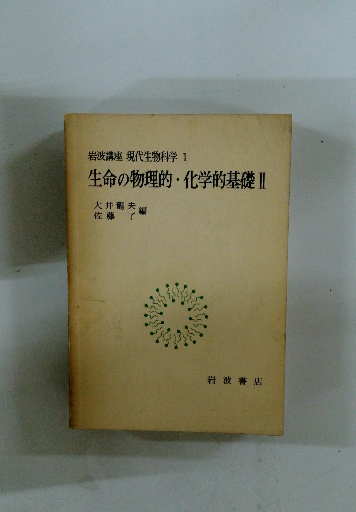 岩波講座 現代生物科学 1
生命の物理的・化学的基礎 II
大井龍夫
佐藤 了 編
岩波書店